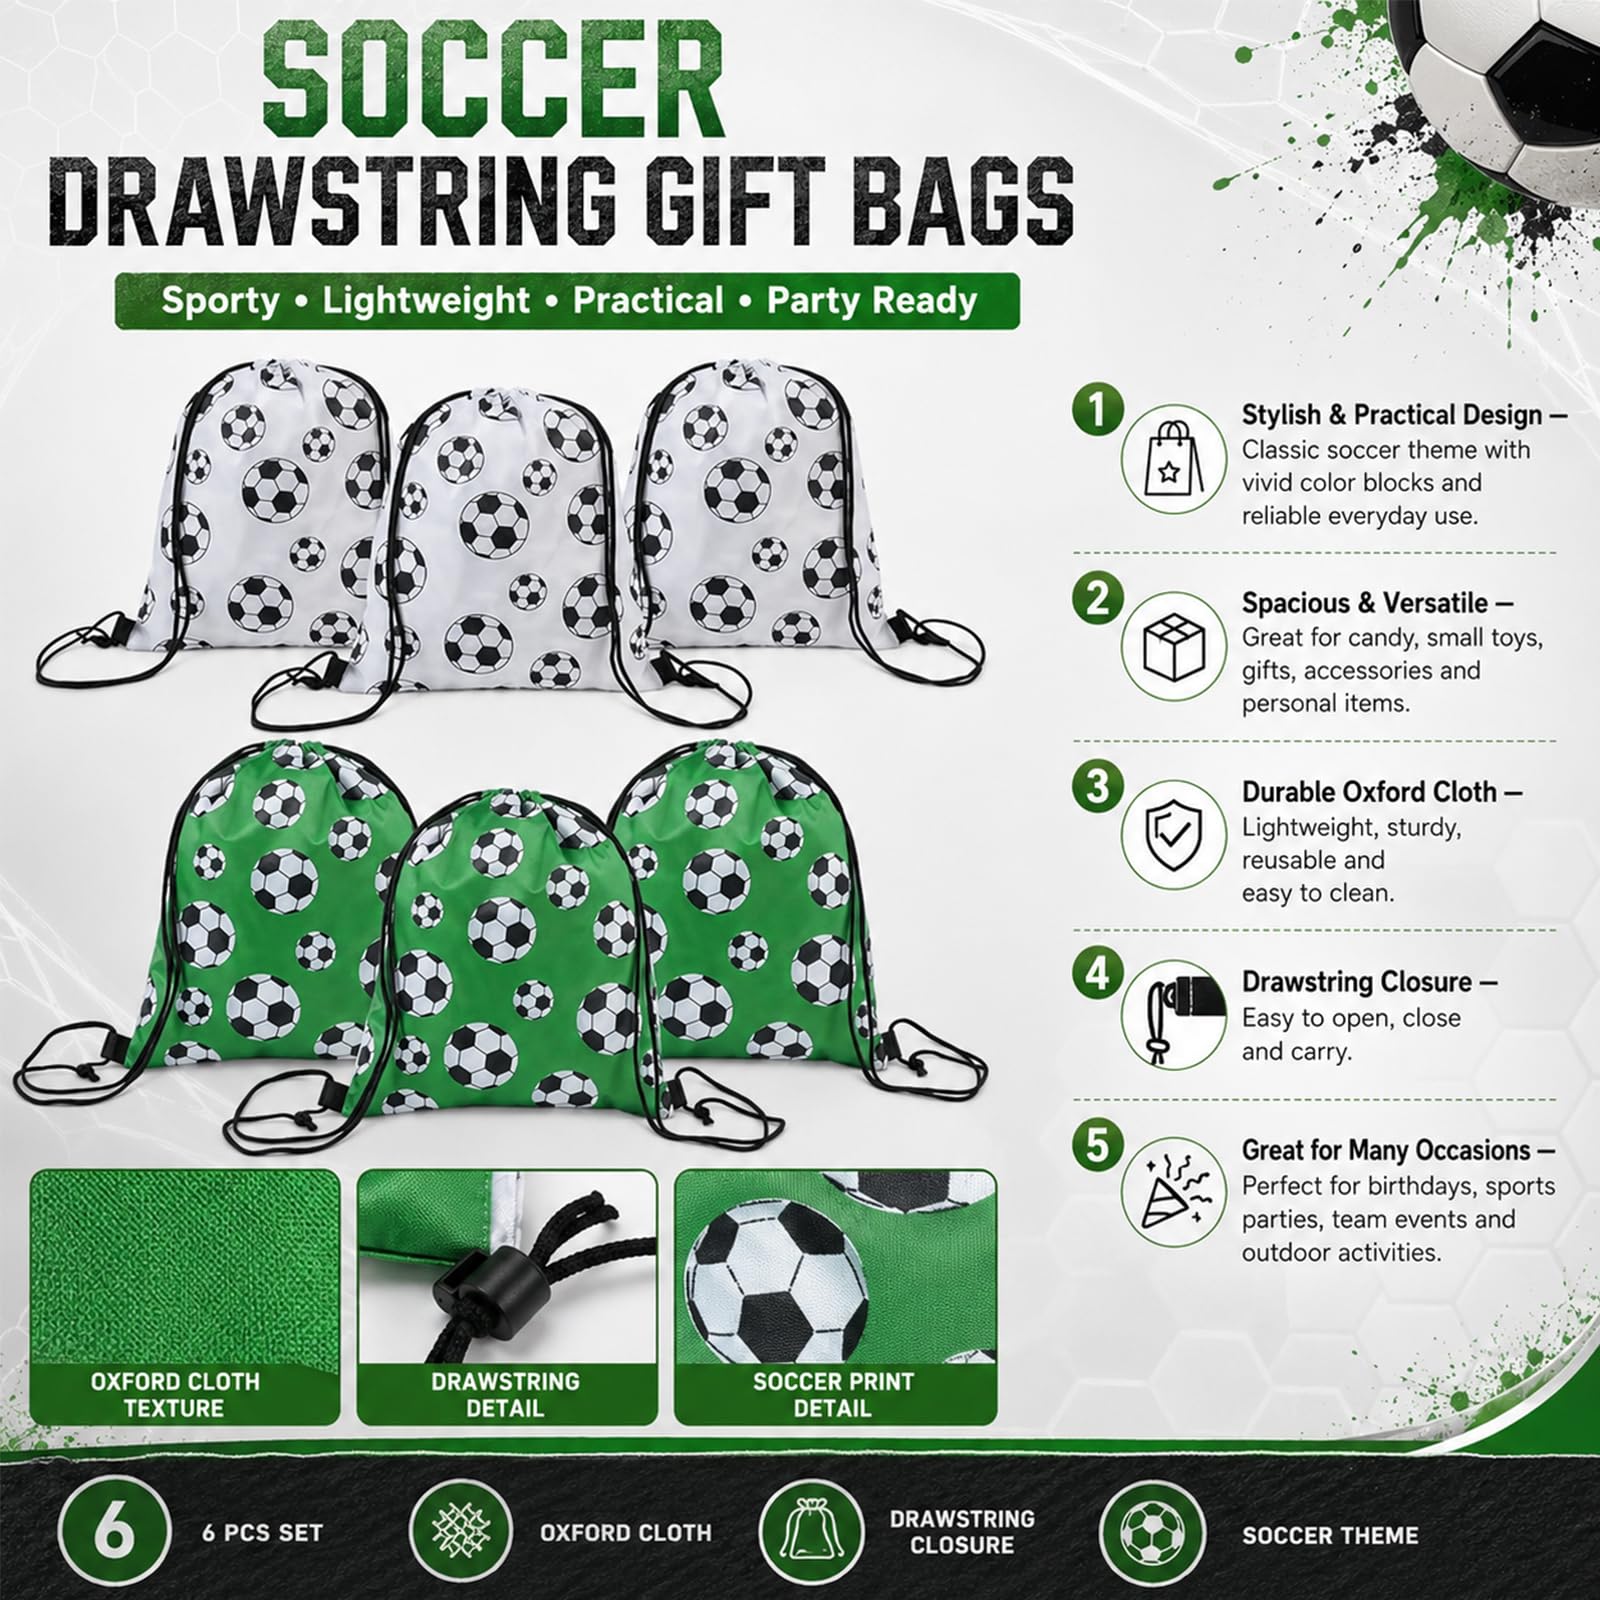 SOCCER
DRAWSTRING GIFT BAGS
Sporty • Lightweight • Practical • Party Ready
1
Stylish & Practical Design —
Classic soccer theme with
vivid color blocks and
reliable everyday use.
2
Spacious & Versatile —
Great for candy, small toys,
gifts, accessories and
personal items.
3
Durable Oxford Cloth —
Lightweight, sturdy,
reusable and
easy to clean.
4
Drawstring Closure —
Easy to open, close
and carry.
5
Great for Many Occasions —
Perfect for birthdays, sports
parties, team events and
outdoor activities.
OXFORD CLOTH
TEXTURE
DRAWSTRING
DETAIL
SOCCER PRINT
DETAIL
6
6 PCS SET
OXFORD CLOTH
DRAWSTRING
CLOSURE
SOCCER THEME